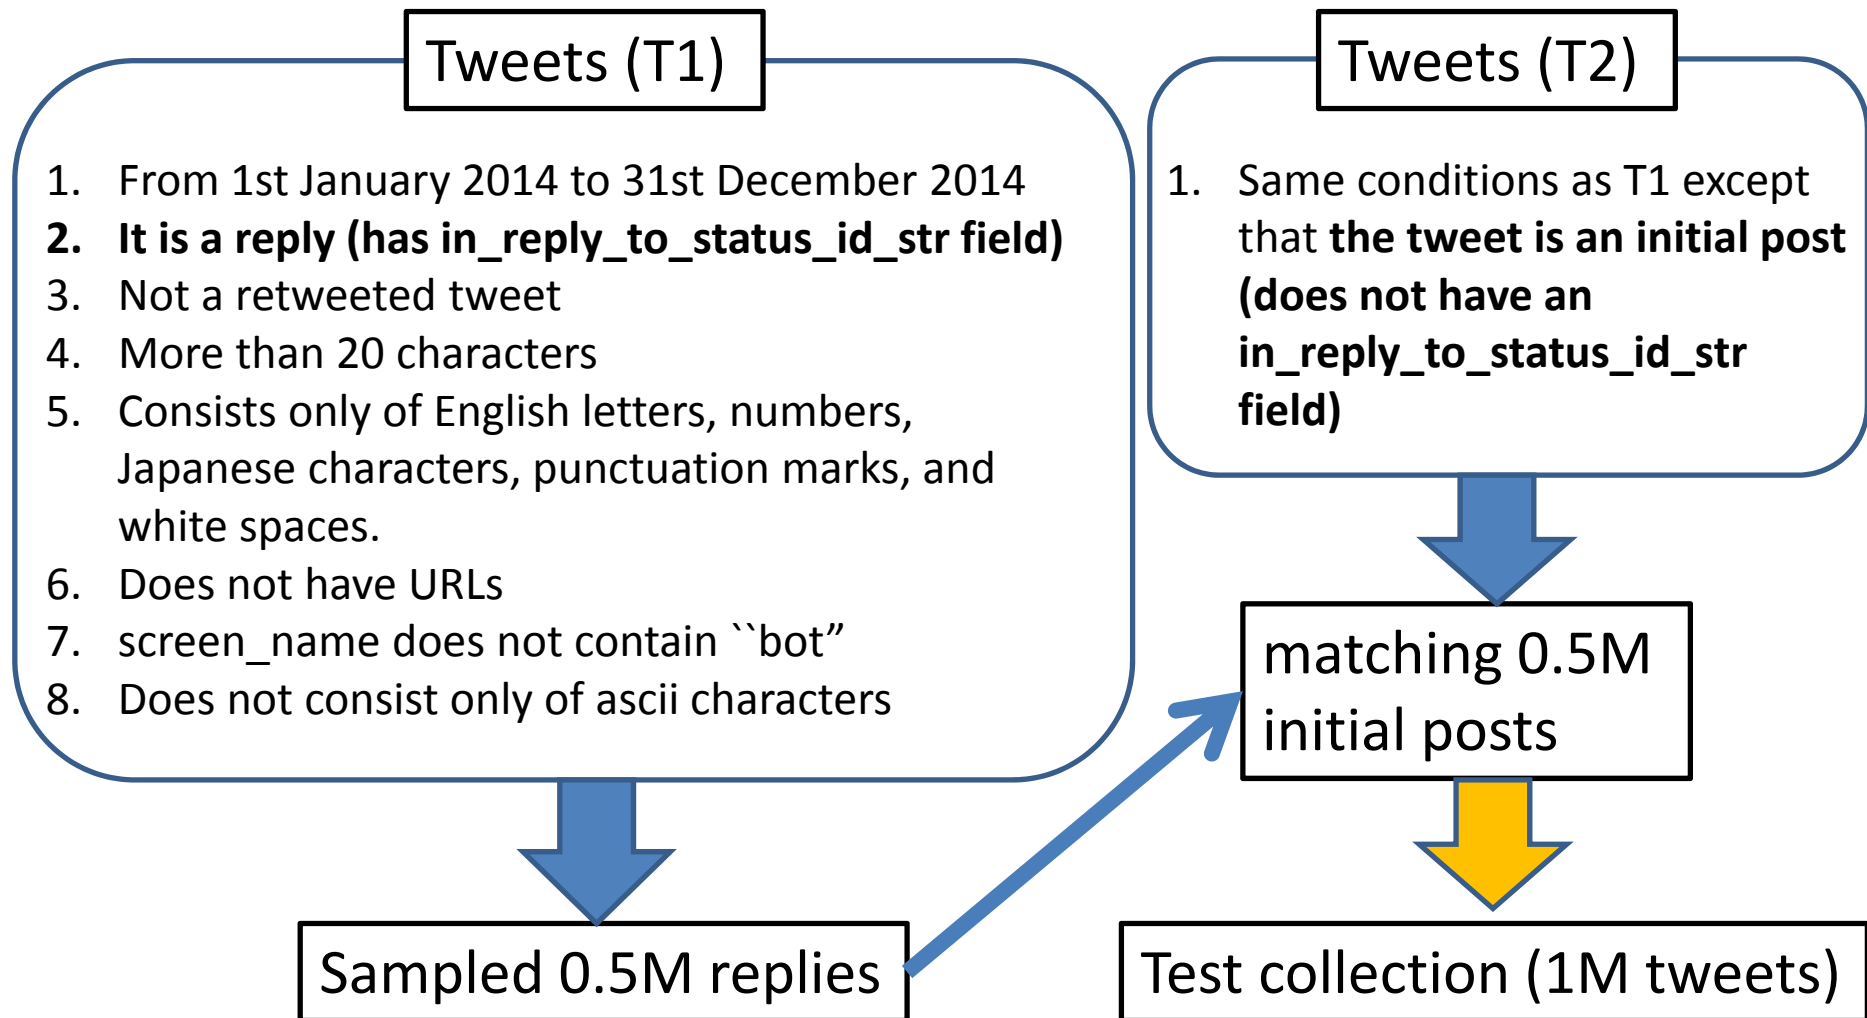 Tweets (T1)
1. From 1st January 2014 to 31st December 2014
2. It is a reply (has in_reply_to_status_id_str field)
3. Not a retweeted tweet
4. More than 20 characters
5. Consists only of English letters, numbers,
Japanese characters, punctuation marks, and
white spaces.
6. Does not have URLs
7. screen_name does not contain ``bot”
8. Does not consist only of ascii characters
Sampled 0.5M replies
Tweets (T2)
1. Same conditions as T1 except
that the tweet is an initial post
(does not have an
in_reply_to_status_id_str
field)
matching 0.5M
initial posts
Test collection (1M tweets)